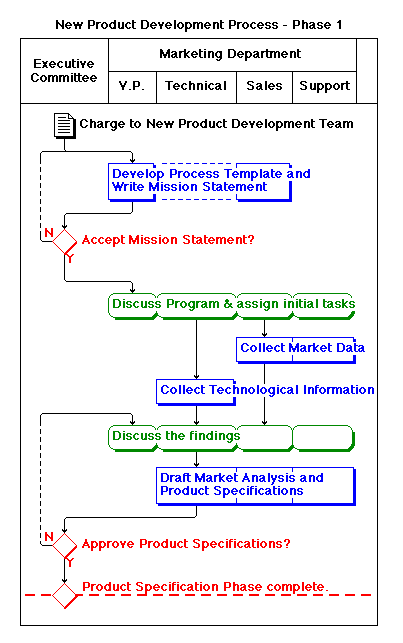 New Product Development Process - Phase 1
Executive
Committee
Marketing Department
V.P.
Technical
Sales
Support
Charge to New Product Development Team
Develop Process Template and
Write Mission Statement
N
Accept Mission Statement?
Y
Discuss Program & assign initial tasks
Collect Market Data
Collect Technological Information
Discuss the findings
Draft Market Analysis and
Product Specifications
N
Approve Product Specifications?
Y
Product Specification Phase complete.